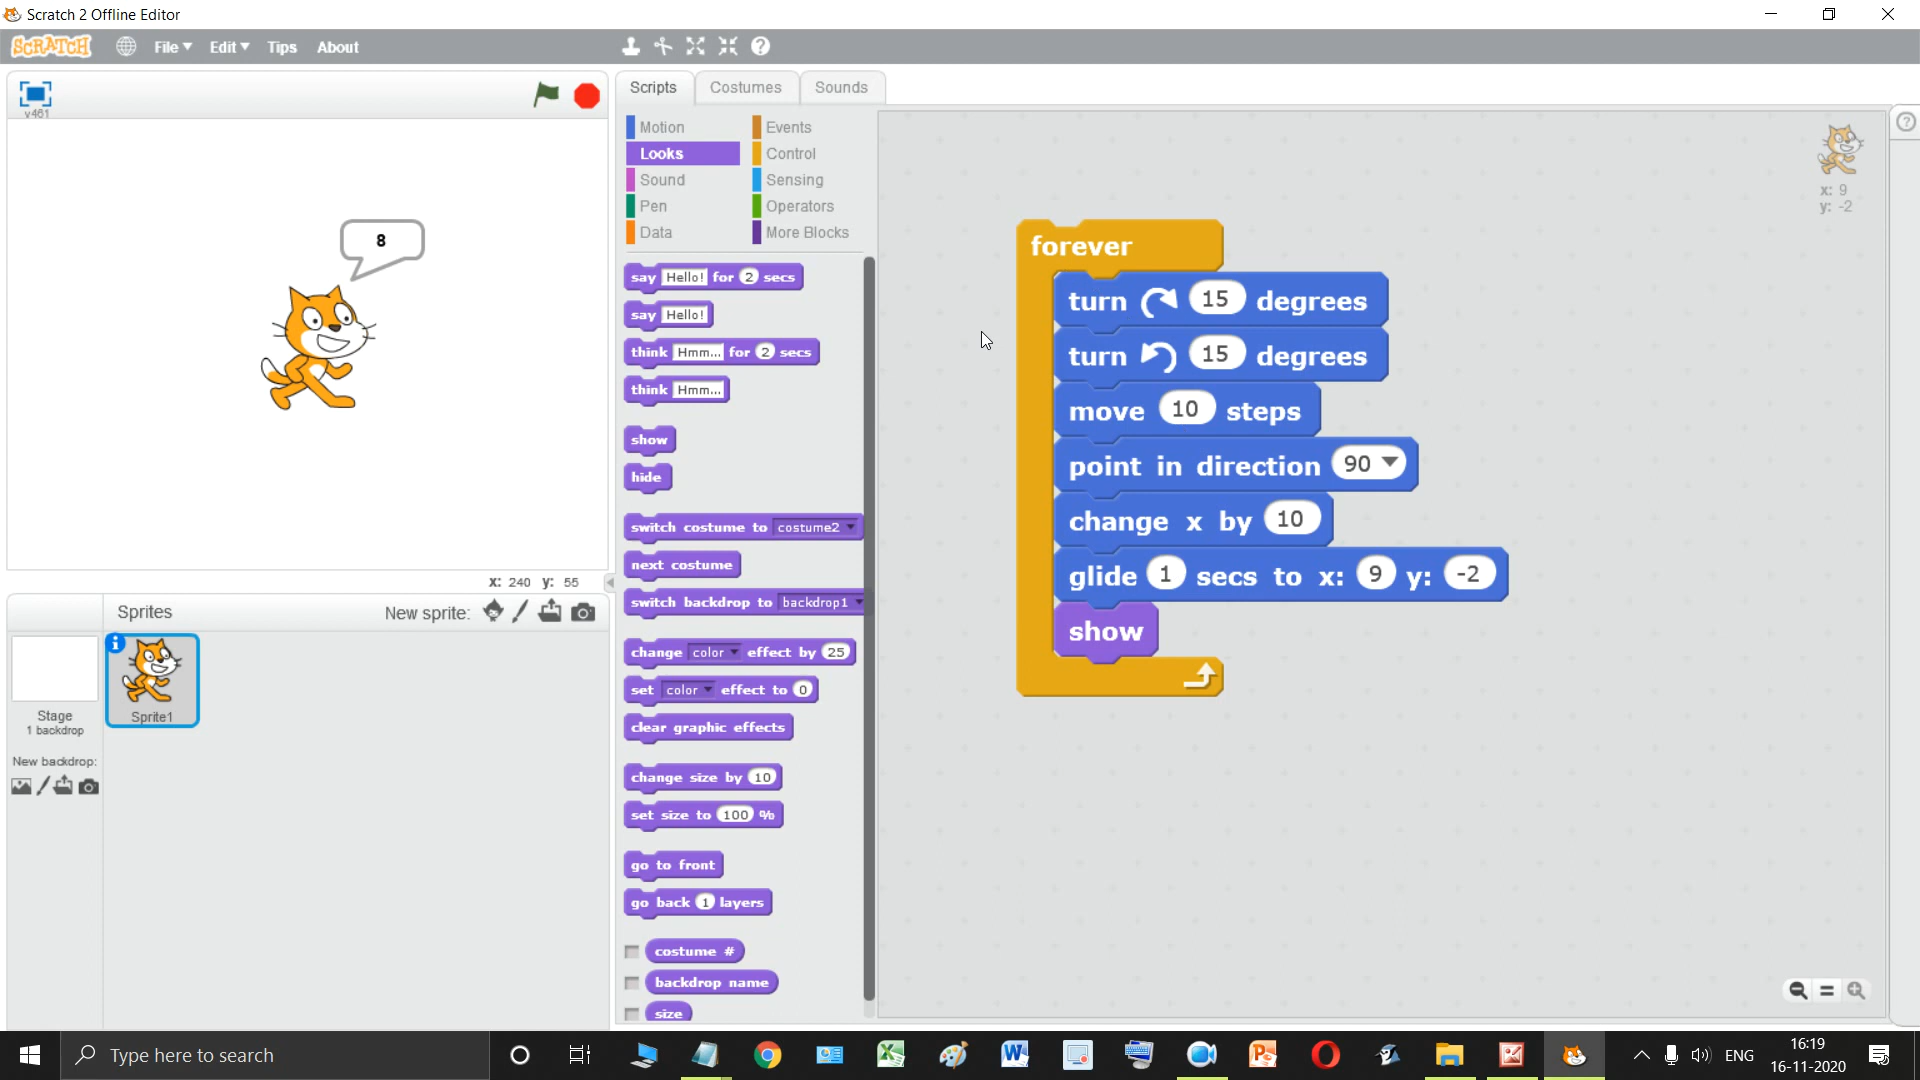 Scratch 2 Offline Editor
SCRATCH File Edit Tips About
v461
Scripts Costumes Sounds
Motion Events
Looks Control
Sound Sensing
Pen Operators
Data More Blocks
8
say Hello! for 2 secs
say Hello!
think Hmm... for 2 secs
think Hmm...
show
hide
switch costume to costume2
next costume
switch backdrop to backdrop1
change color effect by 25
set color effect to 0
clear graphic effects
change size by 10
set size to 100 %
go to front
go back 1 layers
costume #
backdrop name
size
forever
turn 15 degrees
turn 15 degrees
move 10 steps
point in direction 90
change x by 10
glide 1 secs to x: 9 y: -2
show
x: 9
y: -2
x: 240 y: 55
Sprites New sprite:
Sprite1
Stage
1 backdrop
New backdrop:
Type here to search
ENG
16:19
16-11-2020